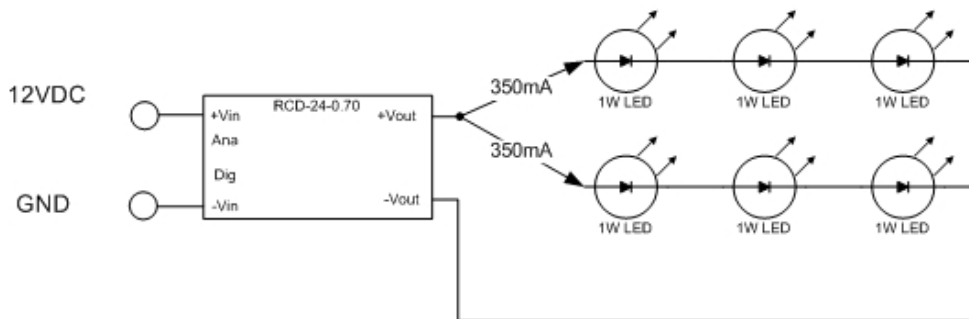 12VDC
GND
RCD-24-0.70
+Vin
+Vout
Ana
Dig
-Vin
-Vout
350mA
350mA
1W LED
1W LED
1W LED
1W LED
1W LED
1W LED